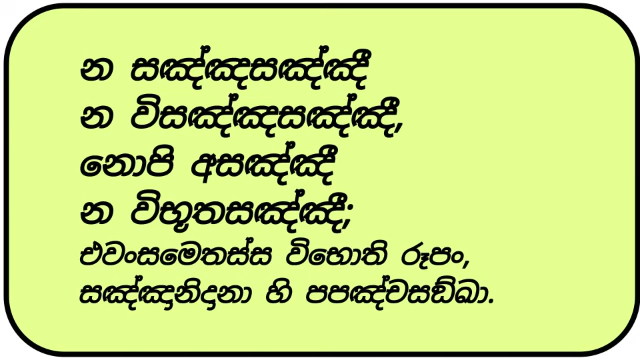 න සඤ්ඤසඤ්ඤී
න විසඤ්ඤසඤ්ඤී,
නොපි අසඤ්ඤී
න විභූතසඤ්ඤී;
එවංසමෙතස්ස විභොති රූපං,
සඤ්ඤානිදානා හි පපඤ්චසඞ්ඛා.